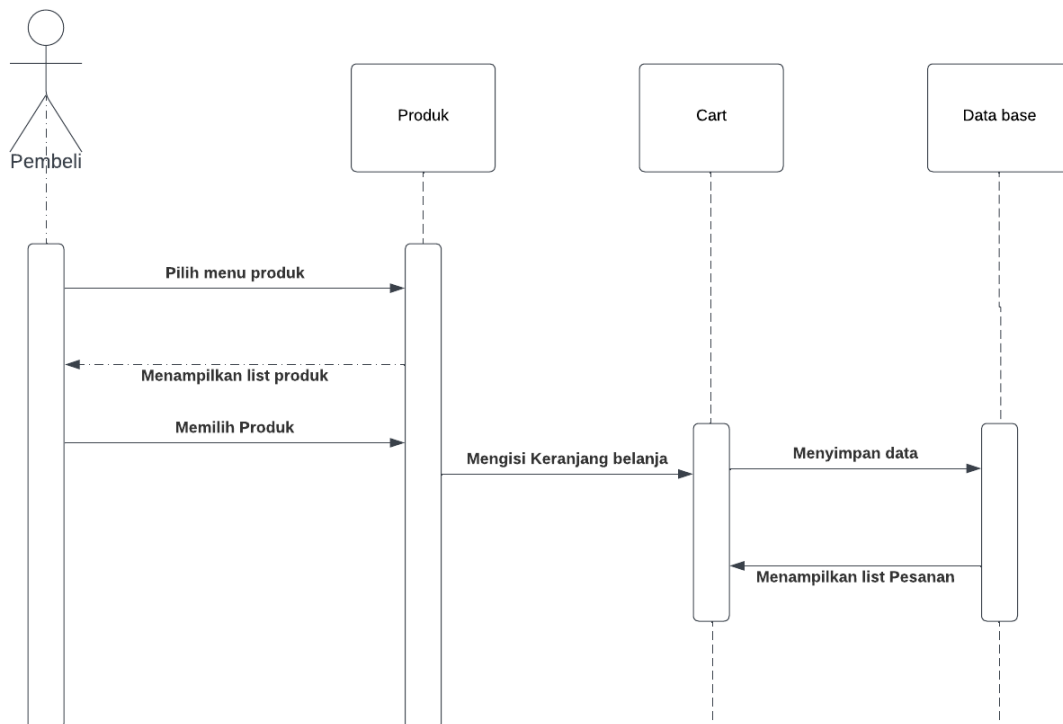 Pembeli
Produk
Cart
Data base
Pilih menu produk
Menampilkan list produk
Memilih Produk
Mengisi Keranjang belanja
Menyimpan data
Menampilkan list Pesanan